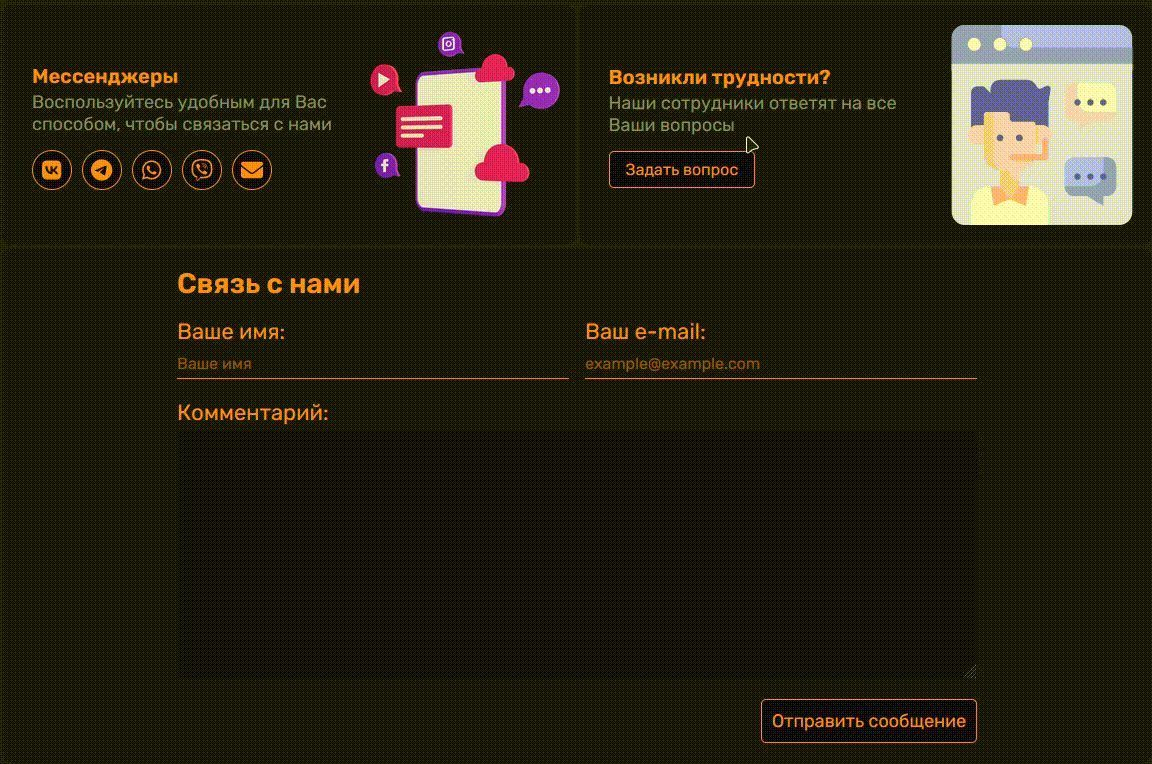 Мессенджеры
Воспользуйтесь удобным для Вас
способом, чтобы связаться с нами
Возникли трудности?
Наши сотрудники ответят на все
Ваши вопросы
Задать вопрос
Связь с нами
Ваше имя:
Ваше имя
Ваш e-mail:
example@example.com
Комментарий:
Отправить сообщение